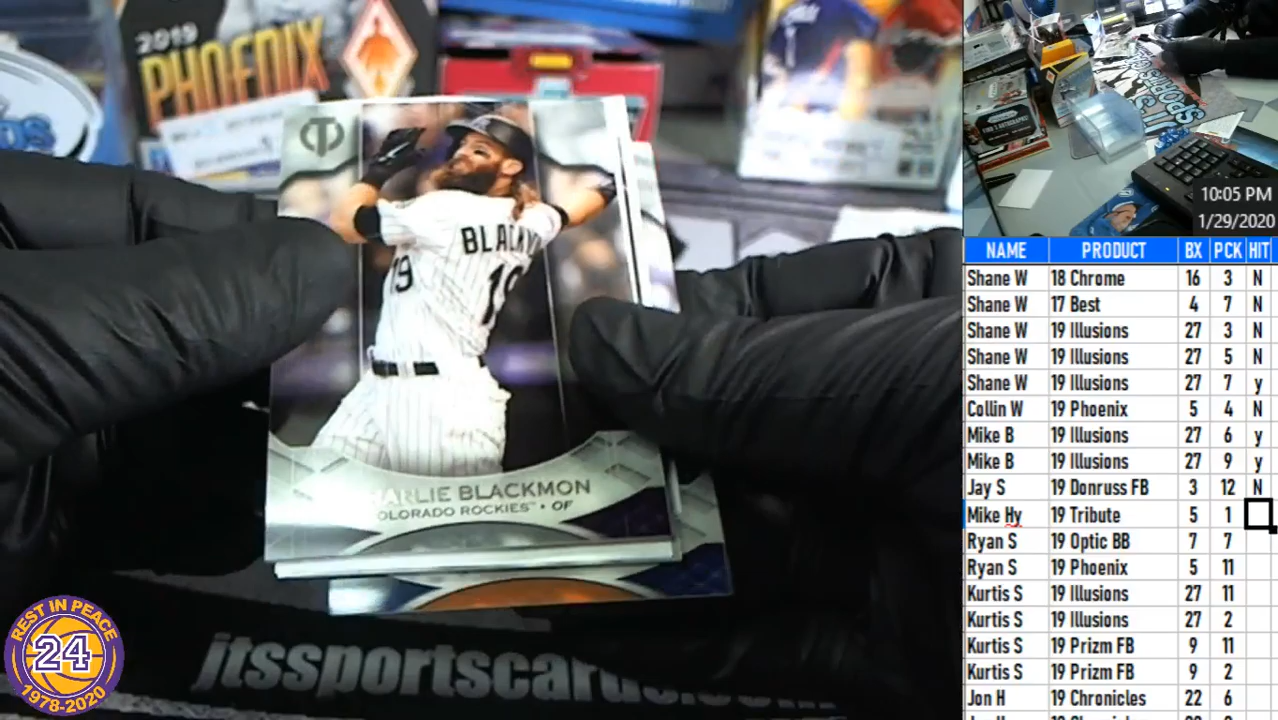 2019
PHOENIX
BLACKM
19
19
ARLIE BLACKMON
OLORADO ROCKIES™ • OF
jtssportscards.com
REST IN PEACE
24
1978-2020
10:05 PM
1/29/2020
NAME PRODUCT BX PCK HIT
Shane W 18 Chrome 16 3 N
Shane W 17 Best 4 7 N
Shane W 19 Illusions 27 3 N
Shane W 19 Illusions 27 5 N
Shane W 19 Illusions 27 7 y
Collin W 19 Phoenix 5 4 N
Mike B 19 Illusions 27 6 y
Mike B 19 Illusions 27 9 y
Jay S 19 Donruss FB 3 12 N
Mike Hy 19 Tribute 5 1
Ryan S 19 Optic BB 7 7
Ryan S 19 Phoenix 5 11
Kurtis S 19 Illusions 27 11
Kurtis S 19 Illusions 27 2
Kurtis S 19 Prizm FB 9 11
Kurtis S 19 Prizm FB 9 2
Jon H 19 Chronicles 22 6